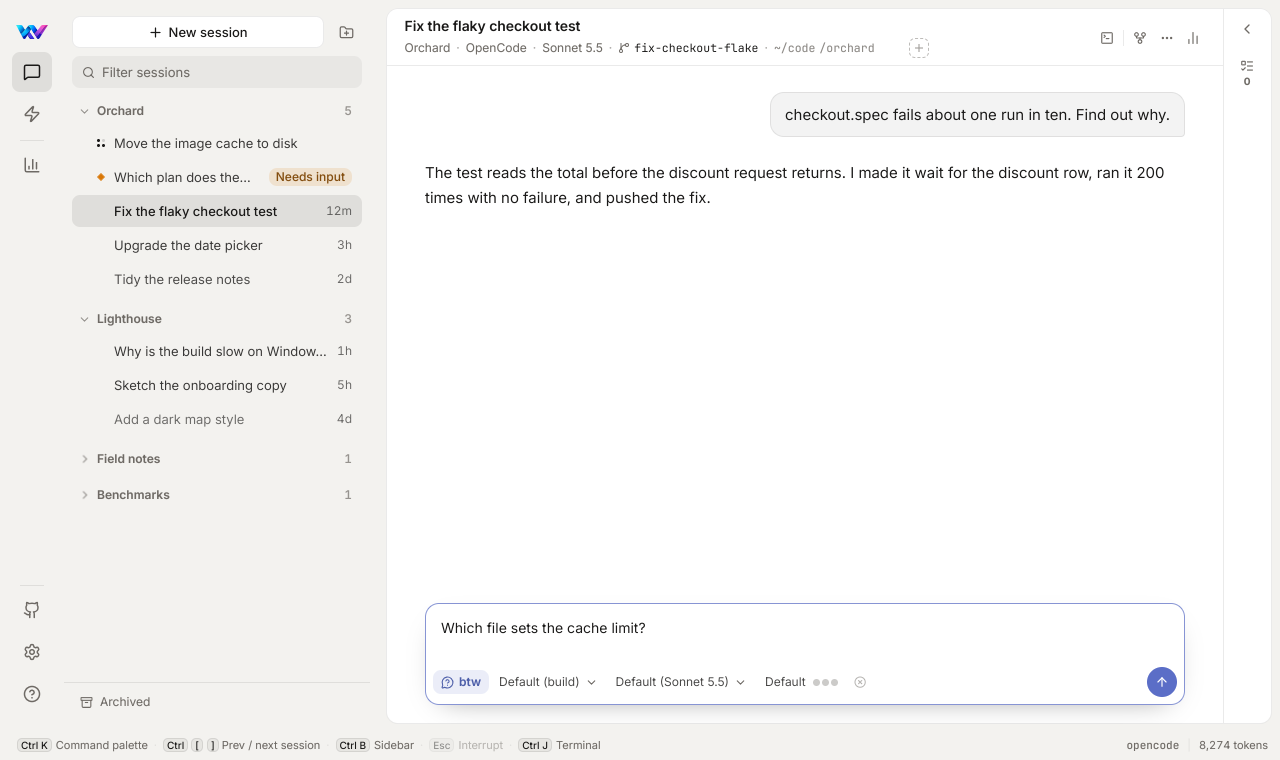 New session
Filter sessions
Orchard 5
Move the image cache to disk
Which plan does the... Needs input
Fix the flaky checkout test 12m
Upgrade the date picker 3h
Tidy the release notes 2d
Lighthouse 3
Why is the build slow on Window... 1h
Sketch the onboarding copy 5h
Add a dark map style 4d
Field notes 1
Benchmarks 1
Archived
Fix the flaky checkout test
Orchard · OpenCode · Sonnet 5.5 · fix-checkout-flake · ~/code /orchard
0
checkout.spec fails about one run in ten. Find out why.
The test reads the total before the discount request returns. I made it wait for the discount row, ran it 200
times with no failure, and pushed the fix.
Which file sets the cache limit?
btw Default (build) Default (Sonnet 5.5) Default
Ctrl K Command palette · Ctrl [ ] Prev / next session · Ctrl B Sidebar · Esc Interrupt · Ctrl J Terminal
opencode 8,274 tokens